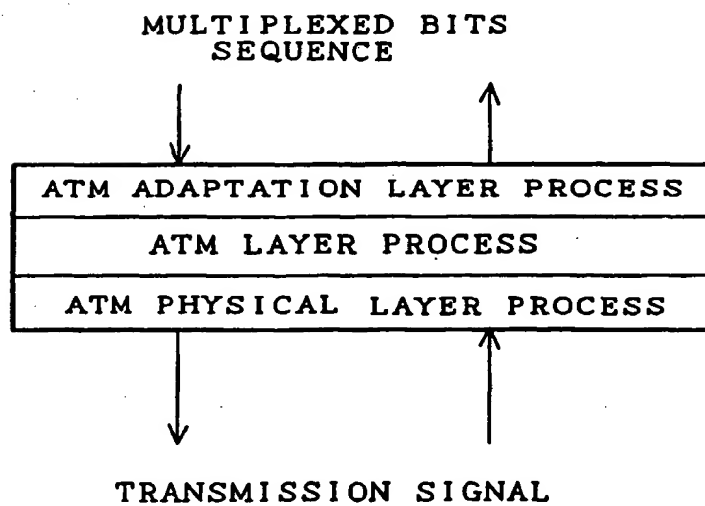 MULTIPLEXED BITS
SEQUENCE
ATM ADAPTATION LAYER PROCESS
ATM LAYER PROCESS
ATM PHYSICAL LAYER PROCESS
TRANSMISSION SIGNAL